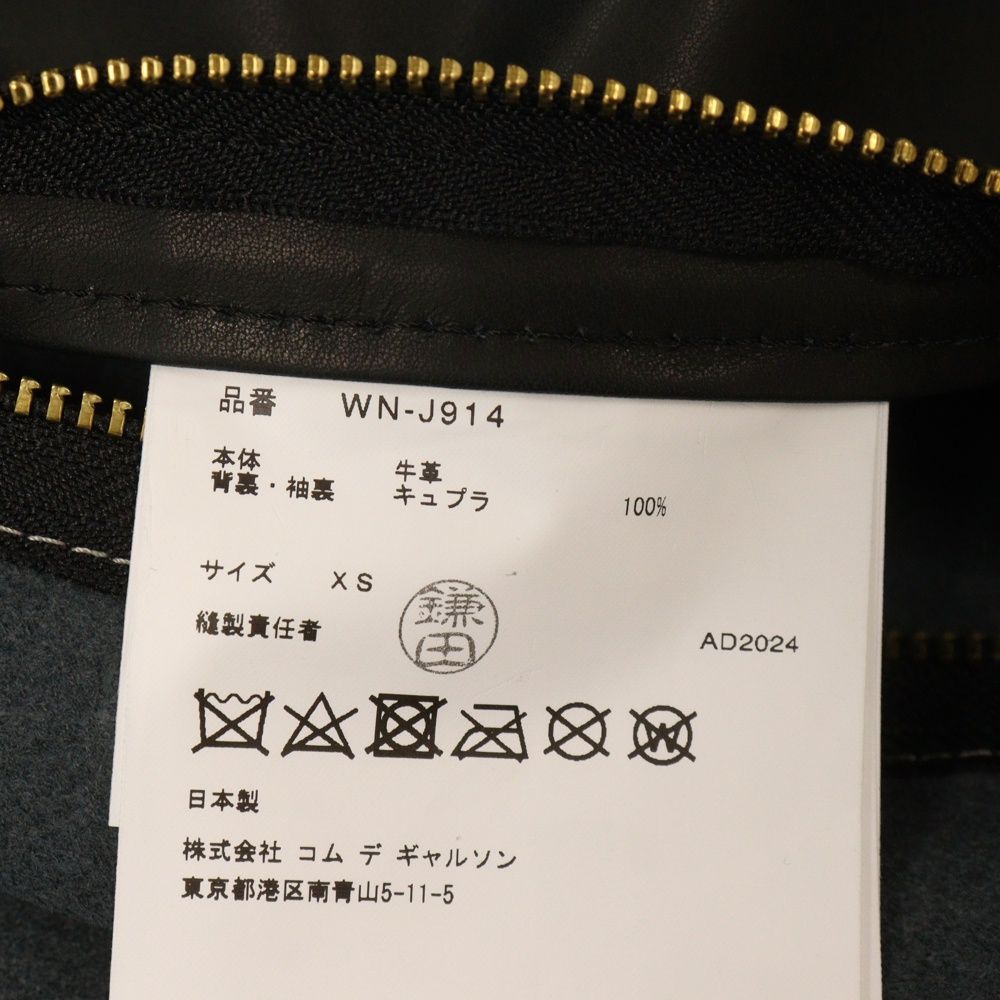 品番 WN-J914
本体 牛革
背裏・袖裏 キュプラ 100%
サイズ XS
縫製責任者 鎌田
AD2024
W
日本製
株式会社 コム デ ギャルソン
東京都港区南青山5-11-5